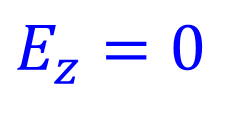 E_z = 0